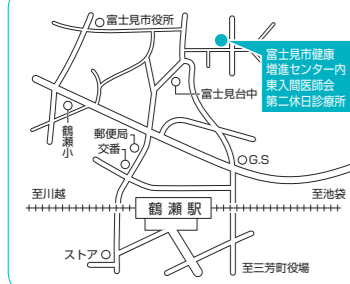 富士見市役所
富士見市健康
増進センター内
東入間医師会
第二休日診療所
富士見台中
鶴瀬小
郵便局
交番
G.S
至川越
至池袋
鶴瀬駅
ストア
至三芳町役場